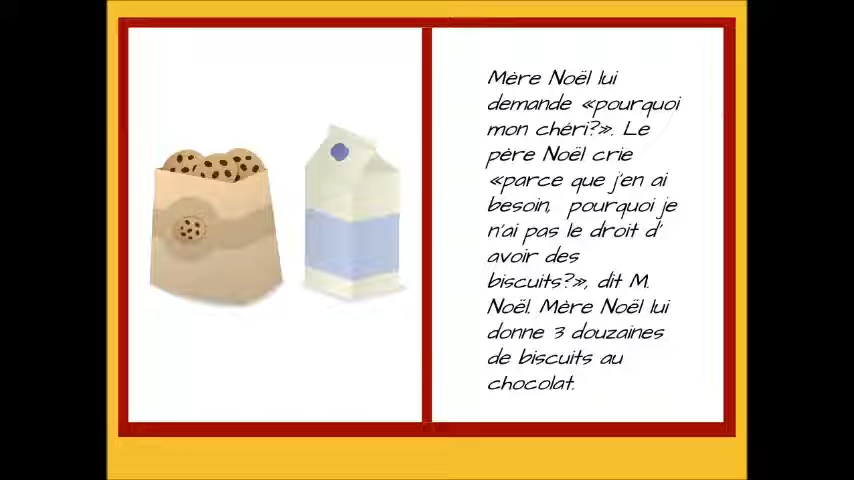 Mère Noël lui
demande «pourquoi
mon chéri?». Le
père Noël crie
«parce que j'en ai
besoin, pourquoi je
n'ai pas le droit d'
avoir des
biscuits?», dit M.
Noël. Mère Noël lui
donne 3 douzaines
de biscuits au
chocolat.